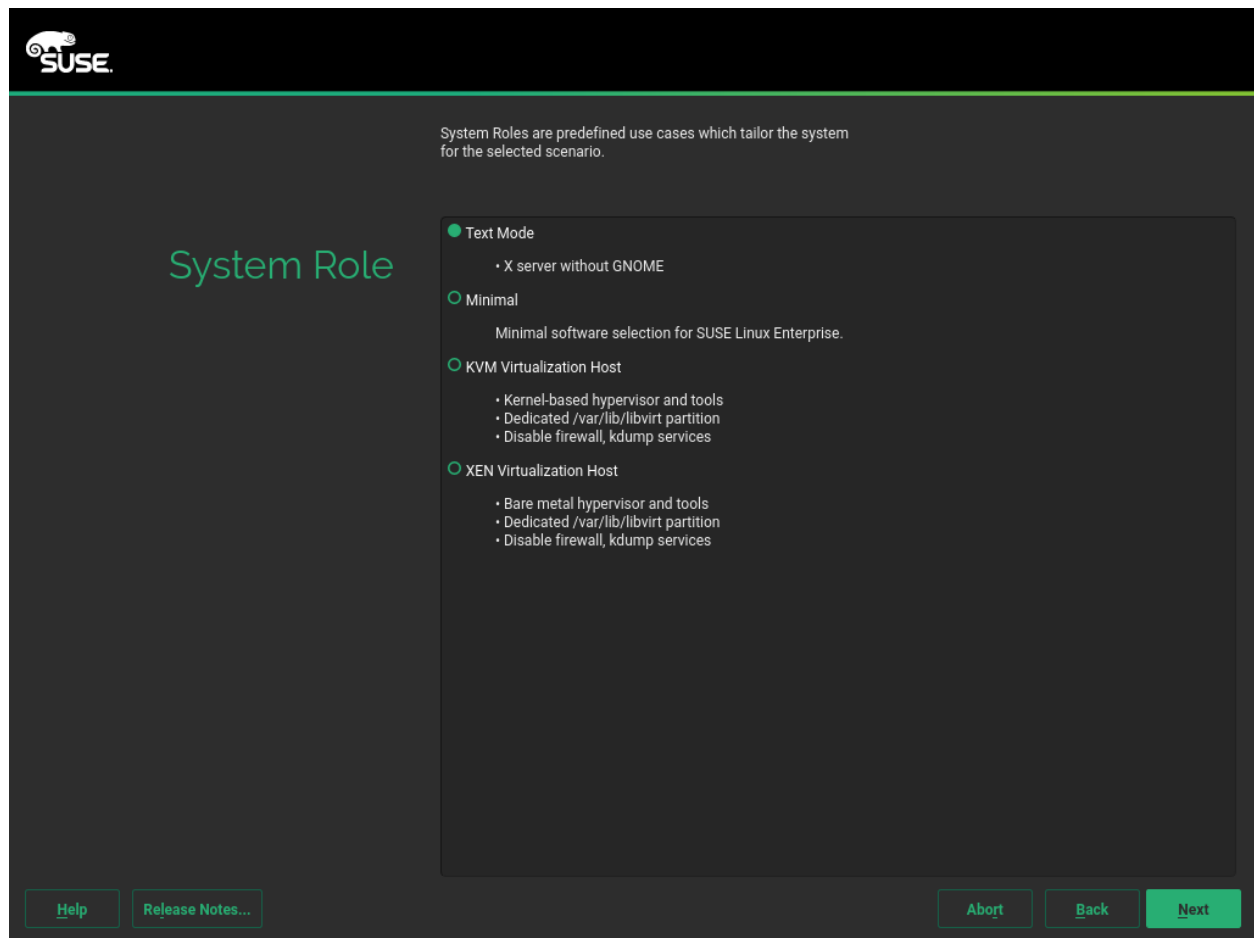 SUSE.
System Roles are predefined use cases which tailor the system
for the selected scenario.
System Role
Text Mode
• X server without GNOME
Minimal
Minimal software selection for SUSE Linux Enterprise.
KVM Virtualization Host
• Kernel-based hypervisor and tools
• Dedicated /var/lib/libvirt partition
• Disable firewall, kdump services
XEN Virtualization Host
• Bare metal hypervisor and tools
• Dedicated /var/lib/libvirt partition
• Disable firewall, kdump services
Help Release Notes... Abort Back Next